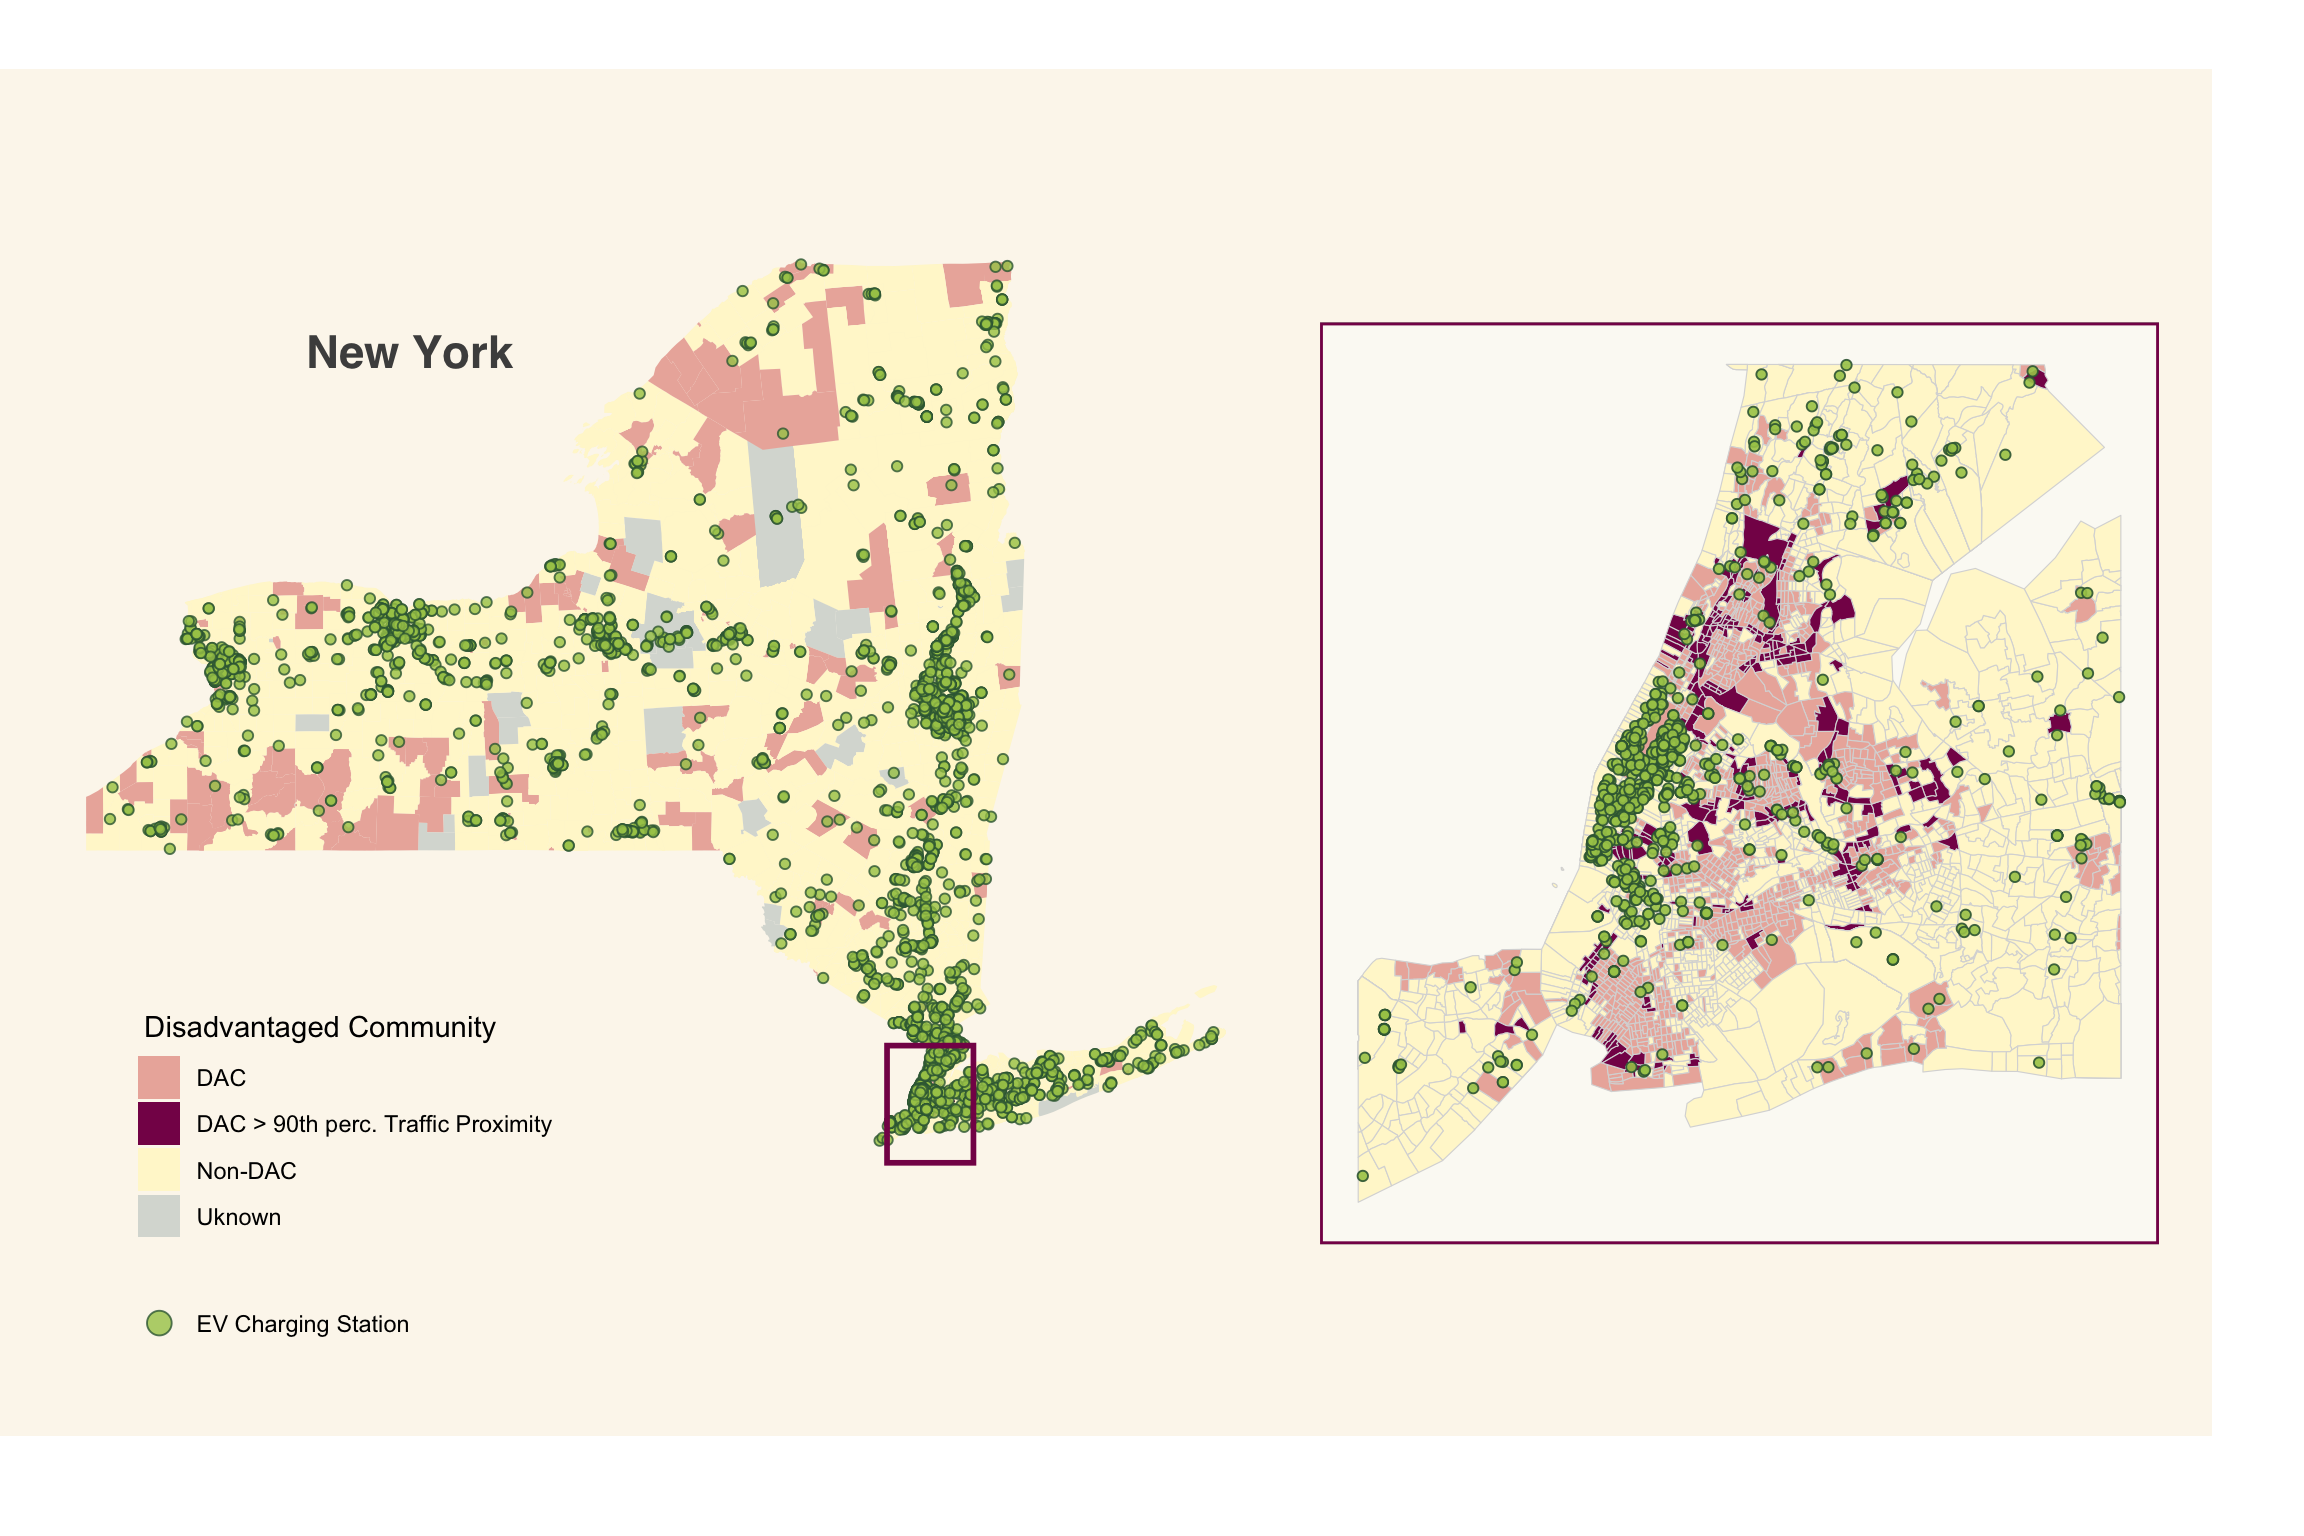 New York
Disadvantaged Community
DAC
DAC > 90th perc. Traffic Proximity
Non-DAC
Uknown
EV Charging Station